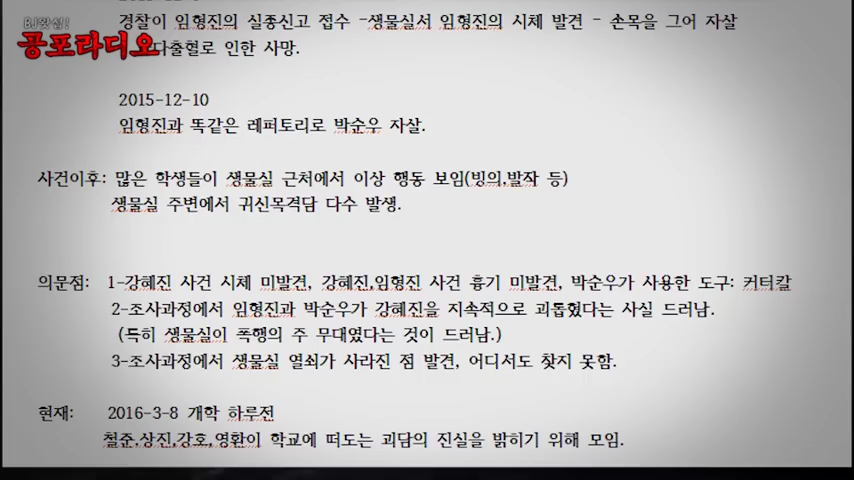 BJ왓섭!
공포라디오
경찰이 임형진의 실종신고 접수 -생물실서 임형진의 시체 발견 - 손목을 그어 자살
다출혈로 인한 사망.
2015-12-10
임형진과 똑같은 레퍼토리로 박순우 자살.
사건이후: 많은 학생들이 생물실 근처에서 이상 행동 보임(빙의,발작 등)
생물실 주변에서 귀신목격담 다수 발생.
의문점: 1-강혜진 사건 시체 미발견, 강혜진,임형진 사건 흉기 미발견, 박순우가 사용한 도구: 커터칼
2-조사과정에서 임형진과 박순우가 강혜진을 지속적으로 괴톱혔다는 사실 드러남.
(특히 생물실이 폭행의 주 무대였다는 것이 드러남.)
3-조사과정에서 생물실 열쇠가 사라진 점 발견, 어디서도 찾지 못함.
현재: 2016-3-8 개학 하루전
철준,상진,강호,영환이 학교에 떠도는 괴담의 진실을 밝히기 위해 모임.